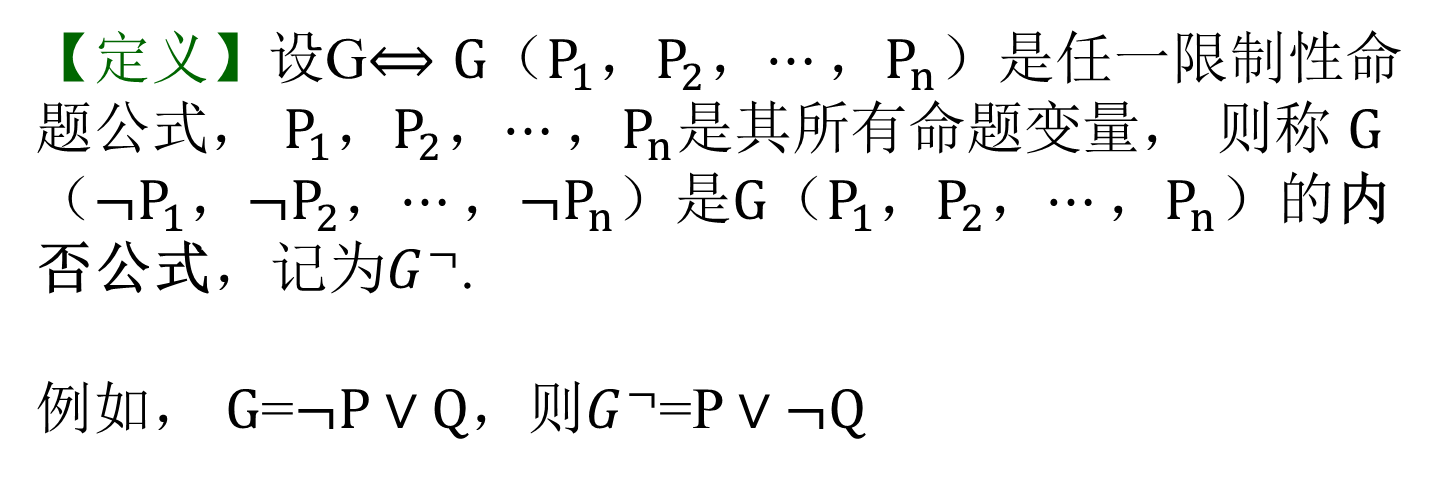 【定义】设G⟺ G（P₁，P₂，⋯，Pₙ）是任一限制性命
题公式， P₁，P₂，⋯，Pₙ是其所有命题变量， 则称 G
（¬P₁，¬P₂，⋯，¬Pₙ）是G（P₁，P₂，⋯，Pₙ）的内
否公式，记为G¬.
例如， G=¬P∨Q，则G¬=P∨¬Q